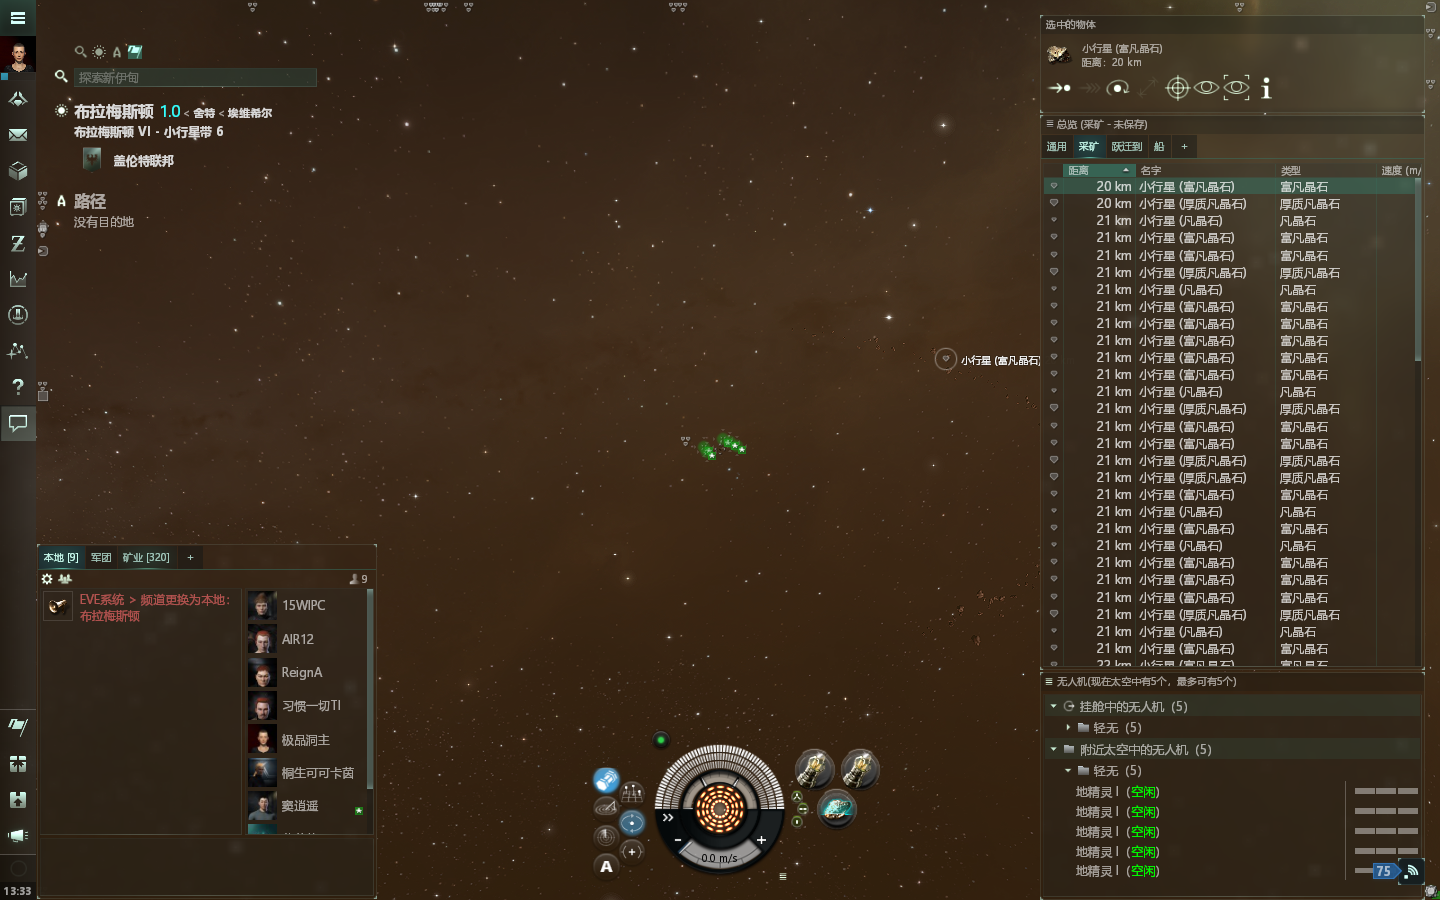 探索新伊甸
布拉梅斯顿 1.0 < 舍特 < 埃维希尔
布拉梅斯顿 VI - 小行星带 6
盖伦特联邦
路径
没有目的地
小行星 (富凡晶石)
选中的物体
小行星 (富凡晶石)
距离: 20 km
总览 (采矿 - 未保存)
通用 采矿 跃迁到 船 +
距离 名字 类型 速度 (m/
20 km 小行星 (富凡晶石) 富凡晶石
20 km 小行星 (厚质凡晶石) 厚质凡晶石
21 km 小行星 (凡晶石) 凡晶石
21 km 小行星 (富凡晶石) 富凡晶石
21 km 小行星 (富凡晶石) 富凡晶石
21 km 小行星 (厚质凡晶石) 厚质凡晶石
21 km 小行星 (凡晶石) 凡晶石
21 km 小行星 (富凡晶石) 富凡晶石
21 km 小行星 (富凡晶石) 富凡晶石
21 km 小行星 (富凡晶石) 富凡晶石
21 km 小行星 (富凡晶石) 富凡晶石
21 km 小行星 (富凡晶石) 富凡晶石
21 km 小行星 (凡晶石) 凡晶石
21 km 小行星 (厚质凡晶石) 厚质凡晶石
21 km 小行星 (富凡晶石) 富凡晶石
21 km 小行星 (富凡晶石) 富凡晶石
21 km 小行星 (厚质凡晶石) 厚质凡晶石
21 km 小行星 (厚质凡晶石) 厚质凡晶石
21 km 小行星 (富凡晶石) 富凡晶石
21 km 小行星 (凡晶石) 凡晶石
21 km 小行星 (富凡晶石) 富凡晶石
21 km 小行星 (凡晶石) 凡晶石
21 km 小行星 (富凡晶石) 富凡晶石
21 km 小行星 (富凡晶石) 富凡晶石
21 km 小行星 (富凡晶石) 富凡晶石
21 km 小行星 (厚质凡晶石) 厚质凡晶石
21 km 小行星 (凡晶石) 凡晶石
21 km 小行星 (富凡晶石) 富凡晶石
22 km 小行星 (富凡晶石) 富凡晶石
无人机(现在太空中有5个, 最多可有5个)
挂舱中的无人机 (5)
轻无 (5)
附近太空中的无人机 (5)
轻无 (5)
地精灵 I (空闲)
地精灵 I (空闲)
地精灵 I (空闲)
地精灵 I (空闲)
地精灵 I (空闲)
75
本地 [9] 军团 矿业 [320] +
9
EVE系统 > 频道更换为本地:
布拉梅斯顿
15WIPC
AIR12
ReignA
习惯一切TI
极品洞主
桐生可可卡茵
窦逍遥
0.0 m/s
A
13:33